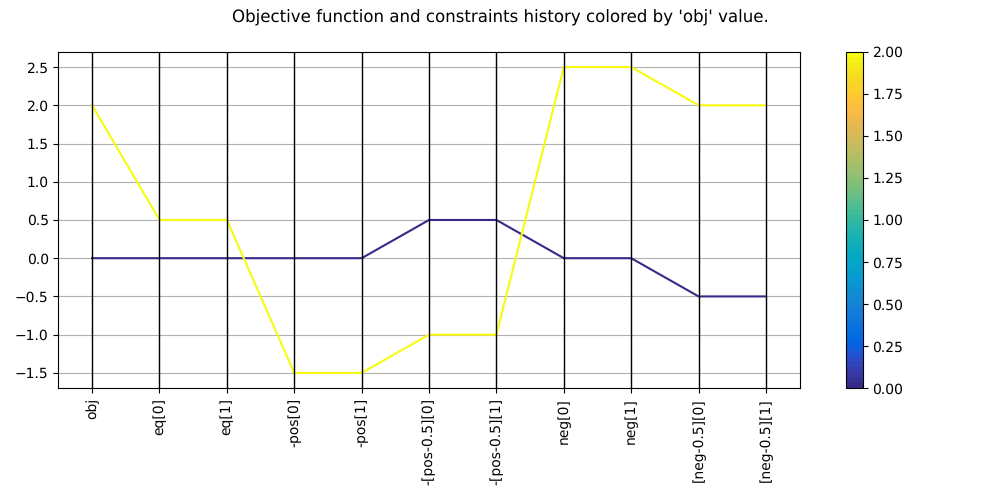 Objective function and constraints history colored by 'obj' value.
2.5
2.0
1.5
1.0
0.5
0.0
−0.5
−1.0
−1.5
obj
eq[0]
eq[1]
-pos[0]
-pos[1]
-[pos-0.5][0]
-[pos-0.5][1]
neg[0]
neg[1]
[neg-0.5][0]
[neg-0.5][1]
2.00
1.75
1.50
1.25
1.00
0.75
0.50
0.25
0.00